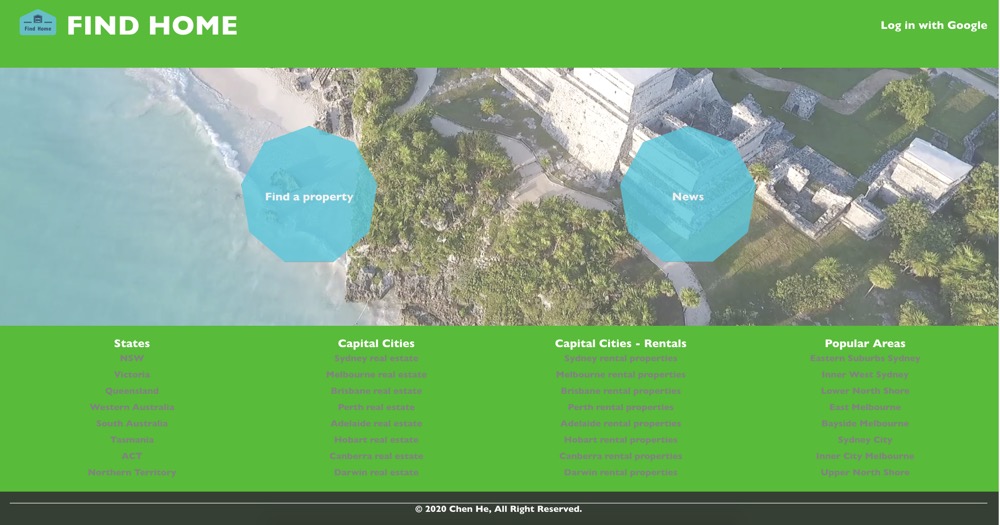 Find Home
FIND HOME
Log in with Google
Find a property
News
States
NSW
Victoria
Queensland
Western Australia
South Australia
Tasmania
ACT
Northern Territory
Capital Cities
Sydney real estate
Melbourne real estate
Brisbane real estate
Perth real estate
Adelaide real estate
Hobart real estate
Canberra real estate
Darwin real estate
Capital Cities - Rentals
Sydney rental properties
Melbourne rental properties
Brisbane rental properties
Perth rental properties
Adelaide rental properties
Hobart rental properties
Canberra rental properties
Darwin rental properties
Popular Areas
Eastern Suburbs Sydney
Inner West Sydney
Lower North Shore
East Melbourne
Bayside Melbourne
Sydney City
Inner City Melbourne
Upper North Shore
© 2020 Chen He, All Right Reserved.